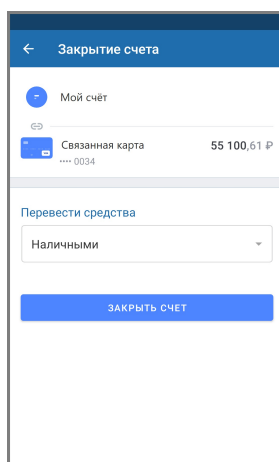 Закрытие счета
Мой счёт
Связанная карта 55 100,61 ₽
•••• 0034
Перевести средства
Наличными
ЗАКРЫТЬ СЧЕТ